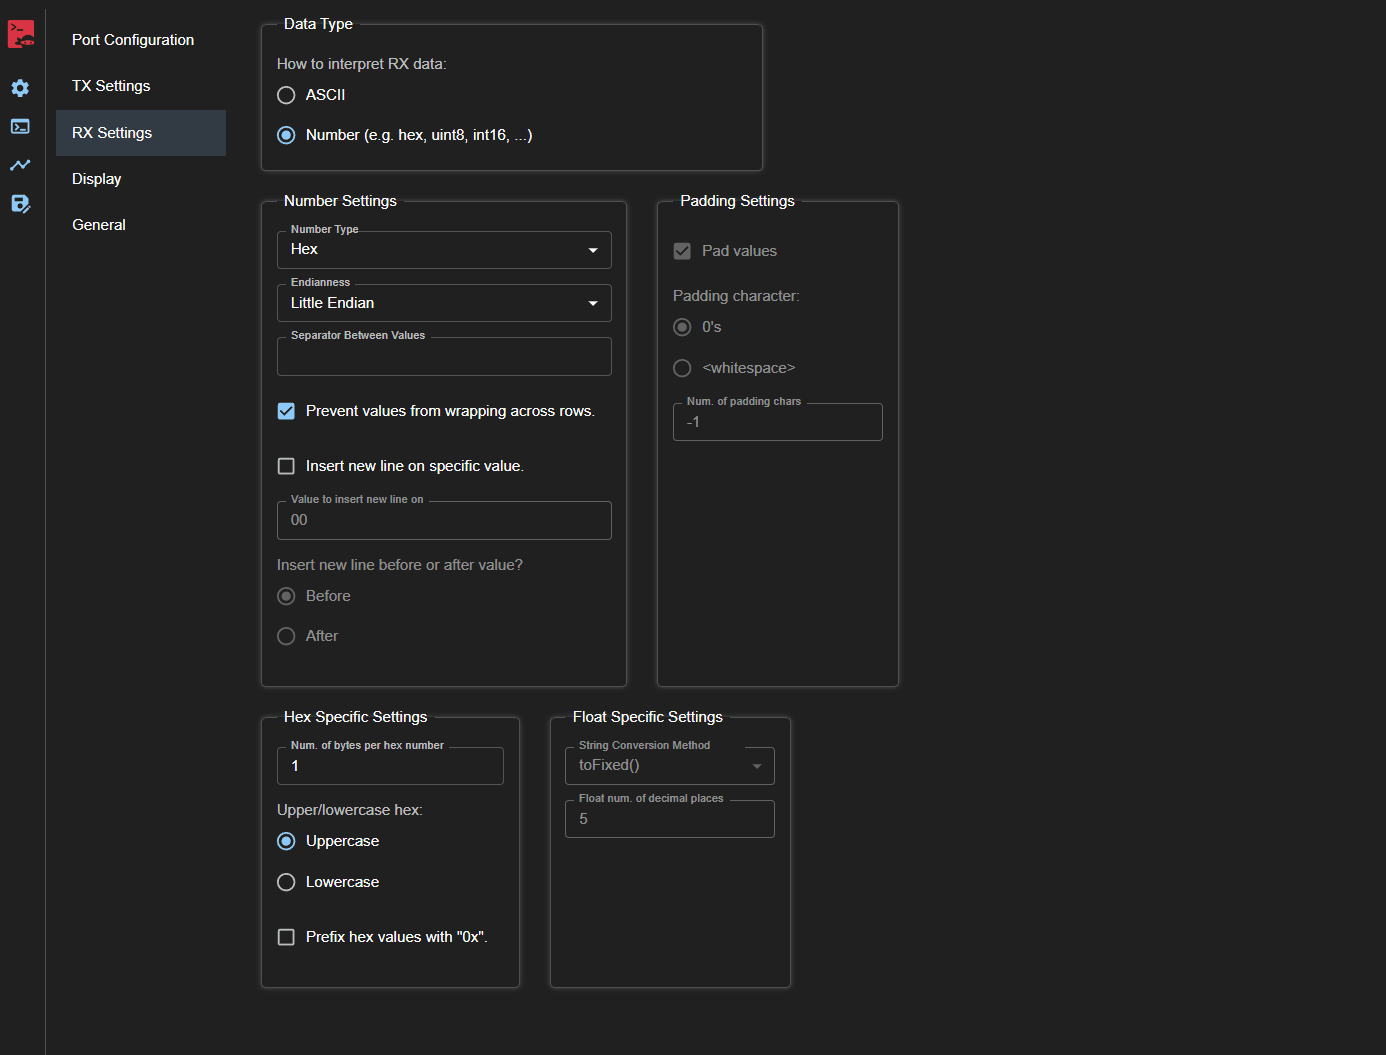 Port Configuration
TX Settings
RX Settings
Display
General
Data Type
How to interpret RX data:
ASCII
Number (e.g. hex, uint8, int16, ...)
Number Settings
Number Type
Hex
Endianness
Little Endian
Separator Between Values
Prevent values from wrapping across rows.
Insert new line on specific value.
Value to insert new line on
00
Insert new line before or after value?
Before
After
Padding Settings
Pad values
Padding character:
0's
<whitespace>
Num. of padding chars
-1
Hex Specific Settings
Num. of bytes per hex number
1
Upper/lowercase hex:
Uppercase
Lowercase
Prefix hex values with "0x".
Float Specific Settings
String Conversion Method
toFixed()
Float num. of decimal places
5